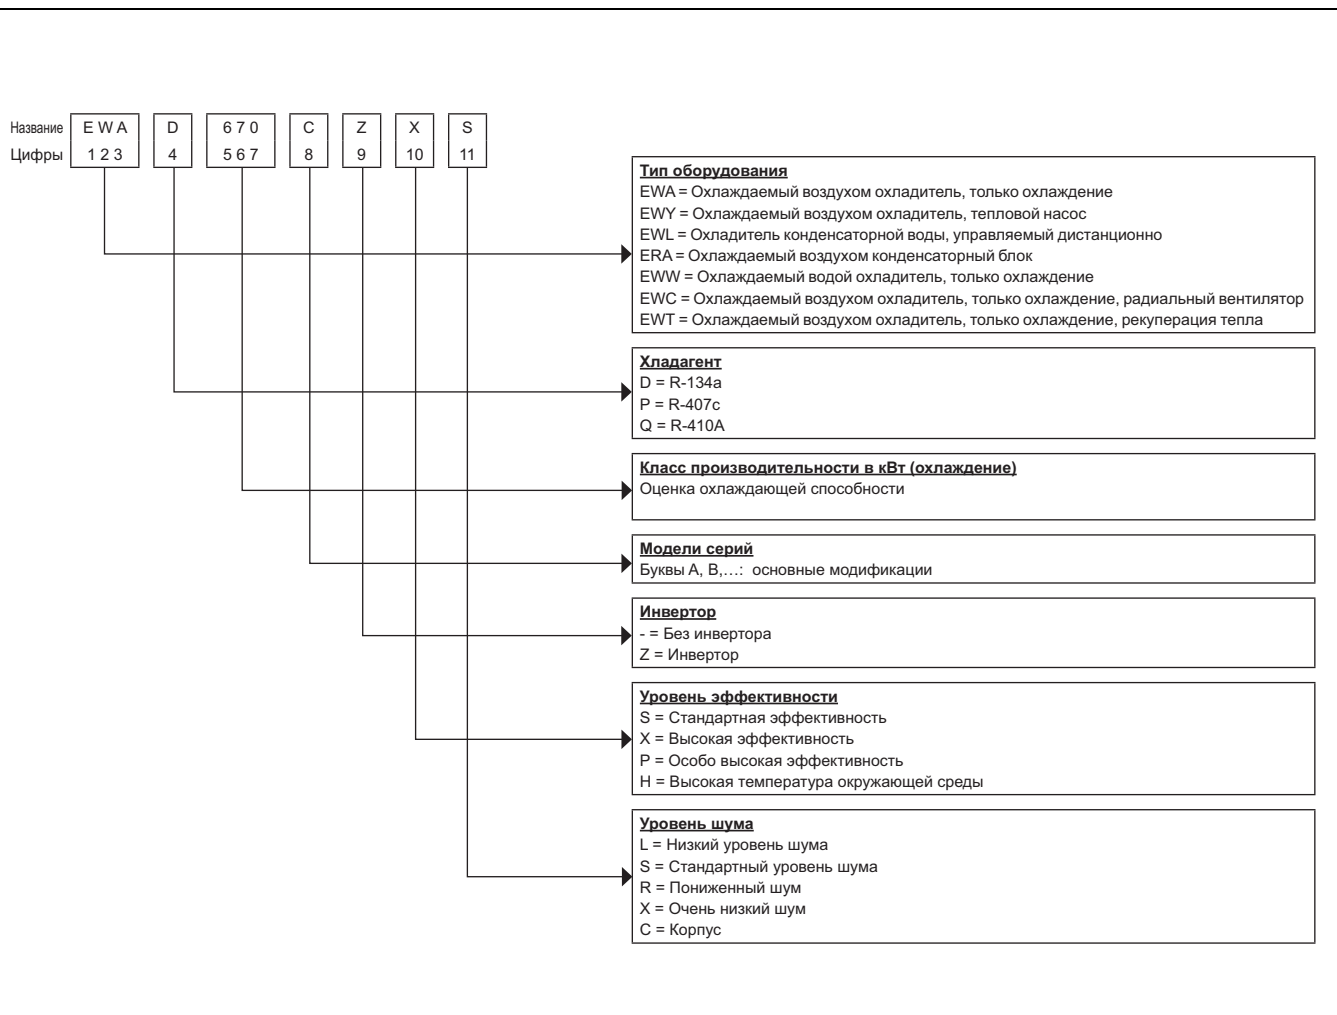 Название E W A D 6 7 0 C Z X S
Цифры 1 2 3 4 5 6 7 8 9 10 11
Тип оборудования
EWA = Охлаждаемый воздухом охладитель, только охлаждение
EWY = Охлаждаемый воздухом охладитель, тепловой насос
EWL = Охладитель конденсаторной воды, управляемый дистанционно
ERA = Охлаждаемый воздухом конденсаторный блок
EWW = Охлаждаемый водой охладитель, только охлаждение
EWC = Охлаждаемый воздухом охладитель, только охлаждение, радиальный вентилятор
EWT = Охлаждаемый воздухом охладитель, только охлаждение, рекуперация тепла
Хладагент
D = R-134a
P = R-407c
Q = R-410A
Класс производительности в кВт (охлаждение)
Оценка охлаждающей способности
Модели серий
Буквы A, B,…: основные модификации
Инвертор
- = Без инвертора
Z = Инвертор
Уровень эффективности
S = Стандартная эффективность
X = Высокая эффективность
P = Особо высокая эффективность
H = Высокая температура окружающей среды
Уровень шума
L = Низкий уровень шума
S = Стандартный уровень шума
R = Пониженный шум
X = Очень низкий шум
C = Корпус